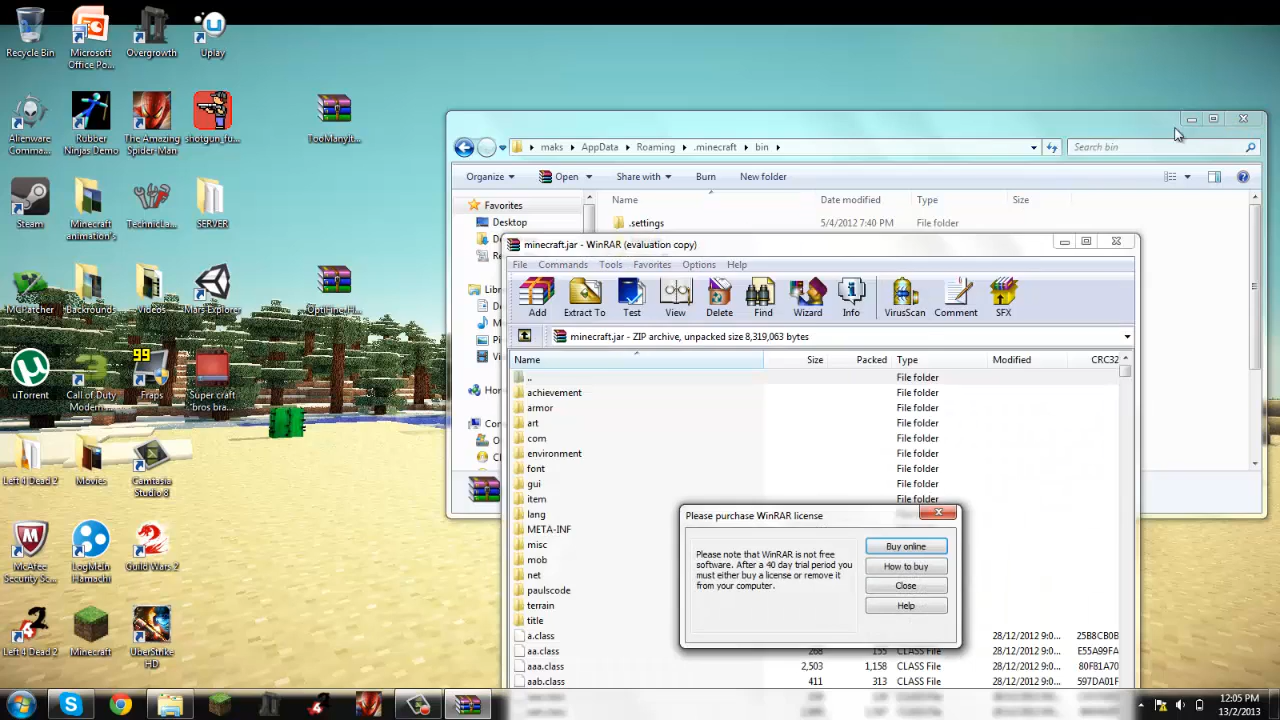 Recycle Bin
Microsoft Office Po...
Overgrowth
Uplay
Alienware Comma...
Rubber Ninjas Demo
The Amazing Spider-Man
shotgun_fu...
TooManyIt...
Steam
Minecraft animation's
TechnicLa...
SERVER
MCPatcher
Backrounds
Videos
Mars Explorer
OptiFine_H...
uTorrent
Call of Duty Modern ...
99
Fraps
Super craft bros bra...
Left 4 Dead 2
Movies
Camtasia Studio 8
McAfee Security Sc...
LogMeIn Hamachi
Guild Wars 2
Left 4 Dead 2
Minecraft
UberStrike HD
maks
AppData
Roaming
.minecraft
bin
Search bin
Organize
Open
Share with
Burn
New folder
Favorites
Desktop
Name
Date modified
Type
Size
.settings
5/4/2012 7:40 PM
File folder
minecraft.jar - WinRAR (evaluation copy)
File Commands Tools Favorites Options Help
Add
Extract To
Test
View
Delete
Find
Wizard
Info
VirusScan
Comment
SFX
minecraft.jar - ZIP archive, unpacked size 8,319,063 bytes
Name Size Packed Type Modified CRC32
.. File folder
achievement File folder
armor File folder
art File folder
com File folder
environment File folder
font File folder
gui File folder
item File folder
lang
META-INF
misc
mob
net
paulscode
terrain
title
a.class 28/12/2012 9:0... 25B8CB0B
aa.class 268 155 CLASS File 28/12/2012 9:0... E55A99FA
aaa.class 2,503 1,158 CLASS File 28/12/2012 9:0... 80FB1A70
aab.class 411 313 CLASS File 28/12/2012 9:0... 597DA01F
Please purchase WinRAR license
Please note that WinRAR is not free
software. After a 40 day trial period you
must either buy a license or remove it
from your computer.
Buy online
How to buy
Close
Help
12:05 PM
13/2/2013